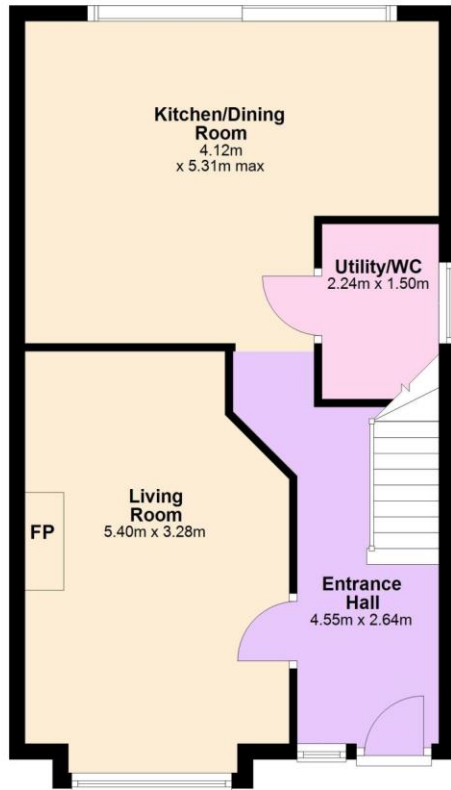 Kitchen/Dining
Room
4.12m
x 5.31m max
Utility/WC
2.24m x 1.50m
Living
Room
5.40m x 3.28m
FP
Entrance
Hall
4.55m x 2.64m